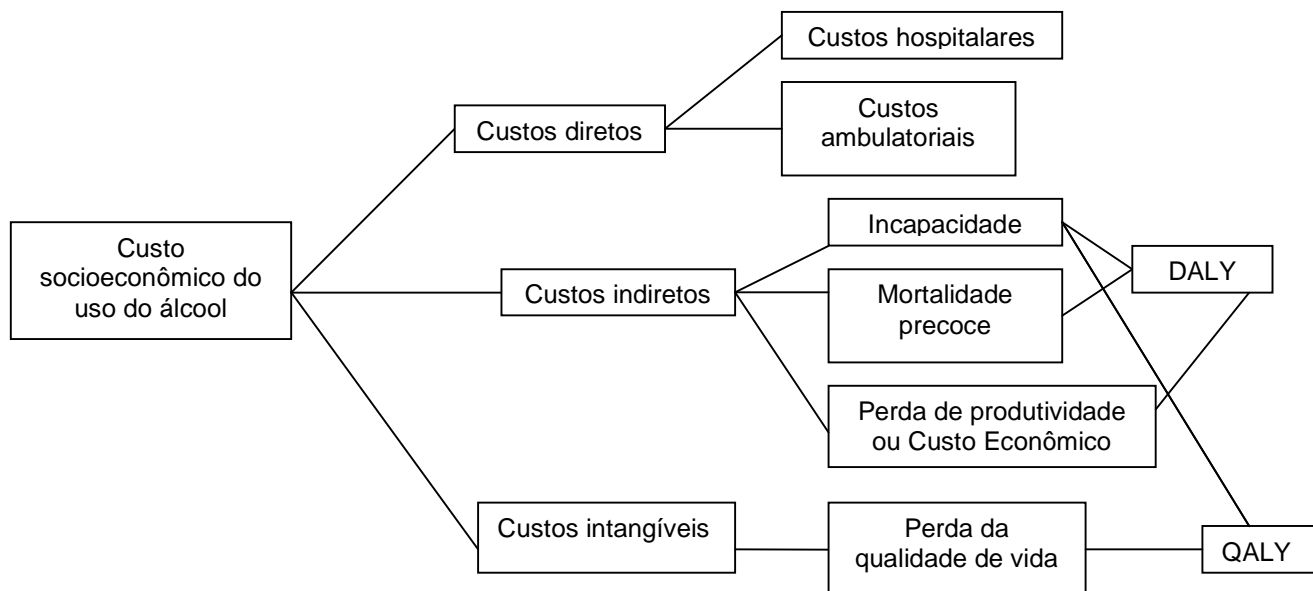 Custo
socioeconômico do
uso do álcool
Custos diretos
Custos hospitalares
Custos
ambulatoriais
Custos indiretos
Incapacidade
Mortalidade
precoce
Perda de produtividade
ou Custo Econômico
DALY
Custos intangíveis
Perda da
qualidade de vida
QALY